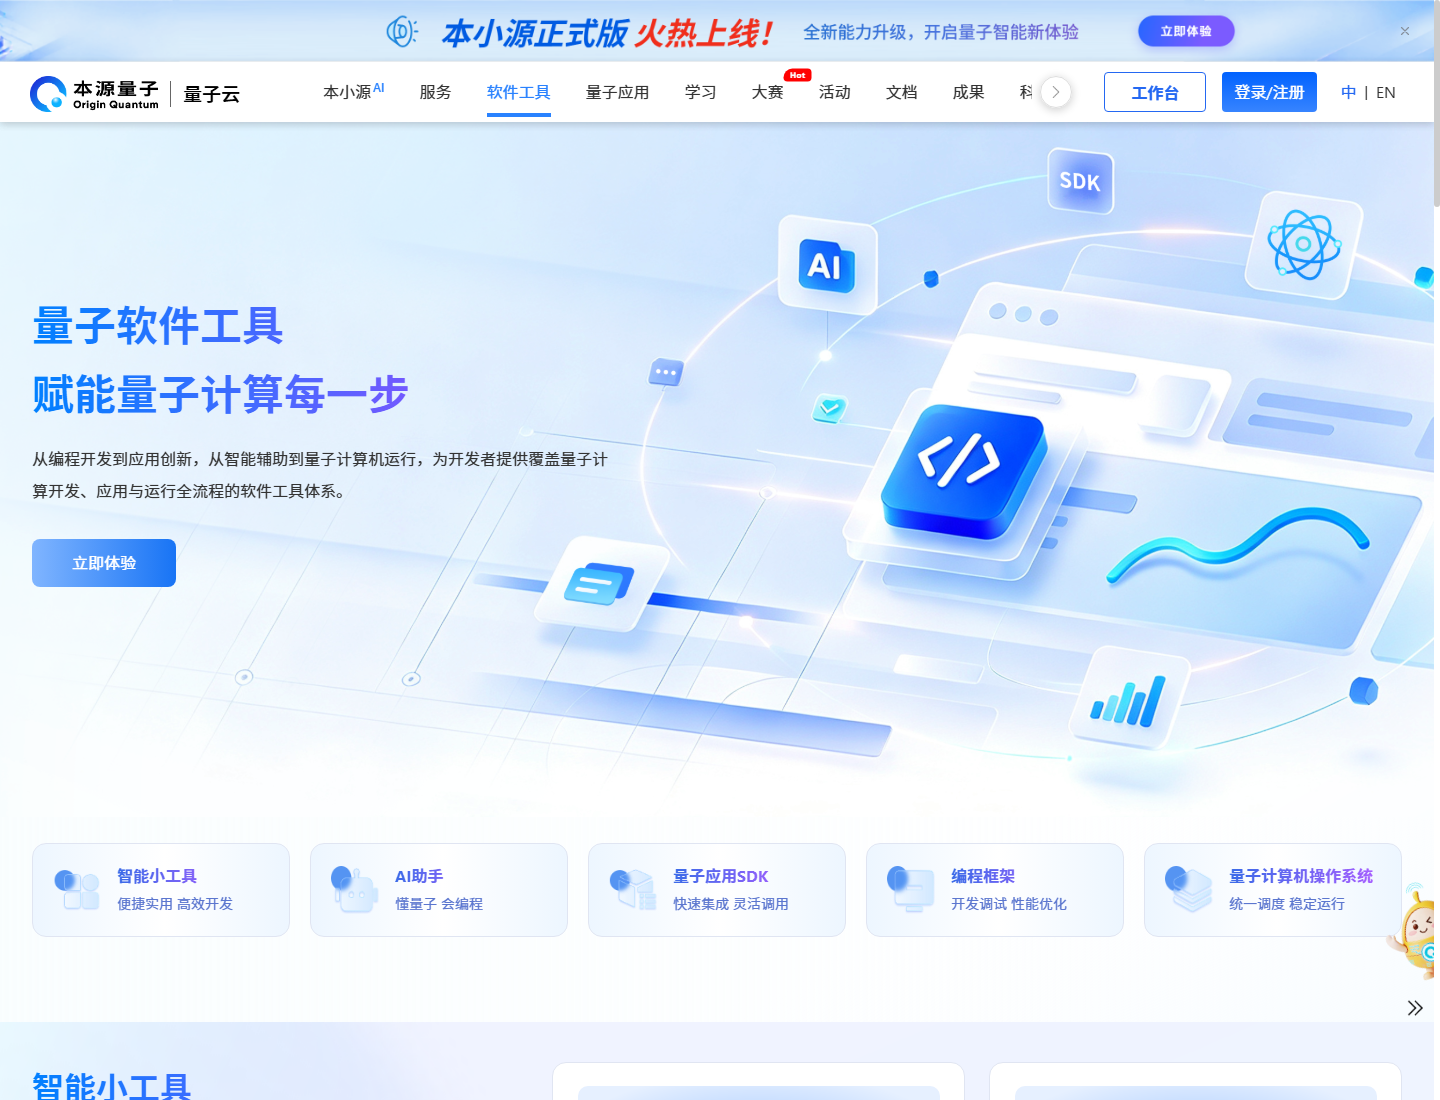 本小源正式版 火热上线！ 全新能力升级，开启量子智能新体验 立即体验
本源量子 Origin Quantum 量子云
本小源AI 服务 软件工具 量子应用 学习 大赛 Hot 活动 文档 成果 科
工作台 登录/注册 中 | EN
SDK
AI
量子软件工具
赋能量子计算每一步
从编程开发到应用创新，从智能辅助到量子计算机运行，为开发者提供覆盖量子计
算开发、应用与运行全流程的软件工具体系。
立即体验
智能小工具
便捷实用 高效开发
AI助手
懂量子 会编程
量子应用SDK
快速集成 灵活调用
编程框架
开发调试 性能优化
量子计算机操作系统
统一调度 稳定运行
智能小工具